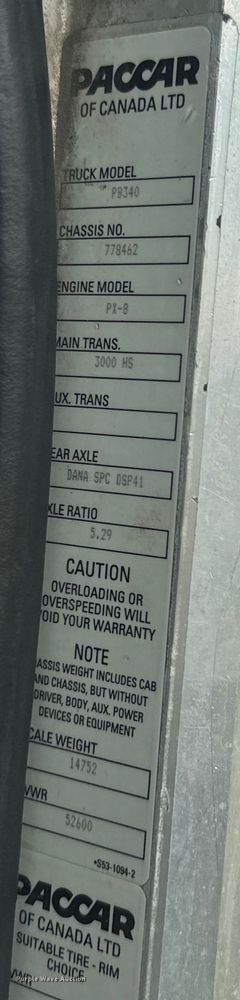 PACCAR
OF CANADA LTD
TRUCK MODEL
PB340
CHASSIS NO.
778462
ENGINE MODEL
PX-8
MAIN TRANS.
3000 HS
UX. TRANS
EAR AXLE
DANA SPC DSP41
XLE RATIO
5.29
CAUTION
OVERLOADING OR
OVERSPEEDING WILL
OID YOUR WARRANTY
NOTE
ASSIS WEIGHT INCLUDES CAB
AND CHASSIS, BUT WITHOUT
DRIVER, BODY, AUX. POWER
DEVICES OR EQUIPMENT
CALE WEIGHT
14752
VWR
52600
*S53-1094-2
PACCAR
OF CANADA LTD
SUITABLE TIRE - RIM
CHOICE
Purple Wave Auction